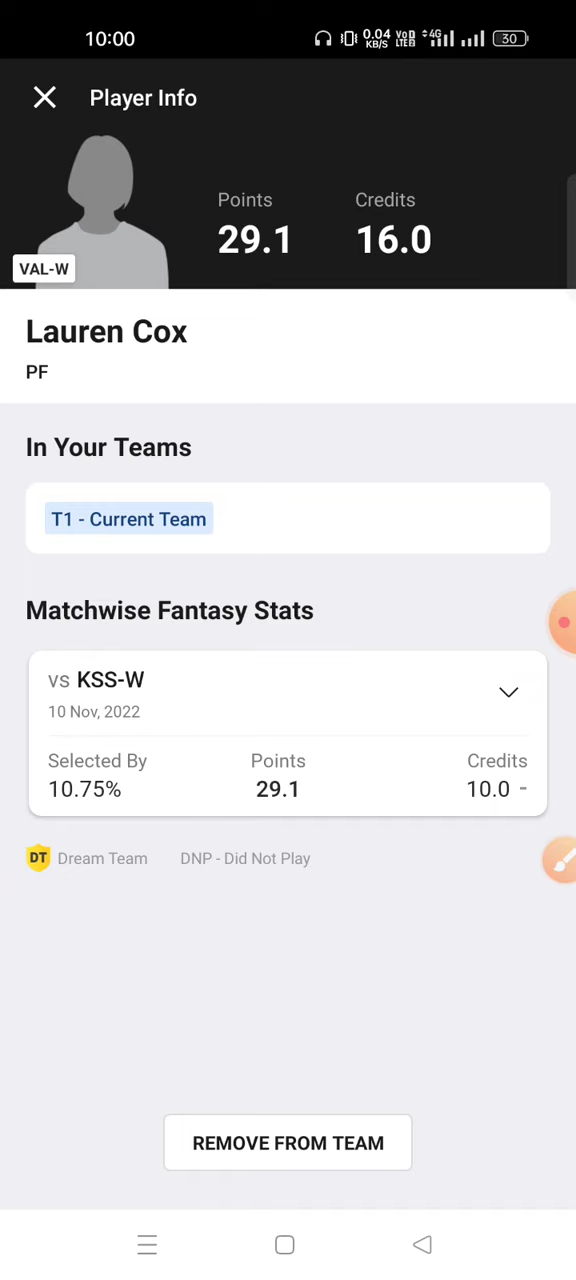 10:00
0.04 KB/S VoD LTE 4G 30
Player Info
Points Credits
29.1 16.0
VAL-W
Lauren Cox
PF
In Your Teams
T1 - Current Team
Matchwise Fantasy Stats
vs KSS-W
10 Nov, 2022
Selected By Points Credits
10.75% 29.1 10.0 -
DT Dream Team DNP - Did Not Play
REMOVE FROM TEAM